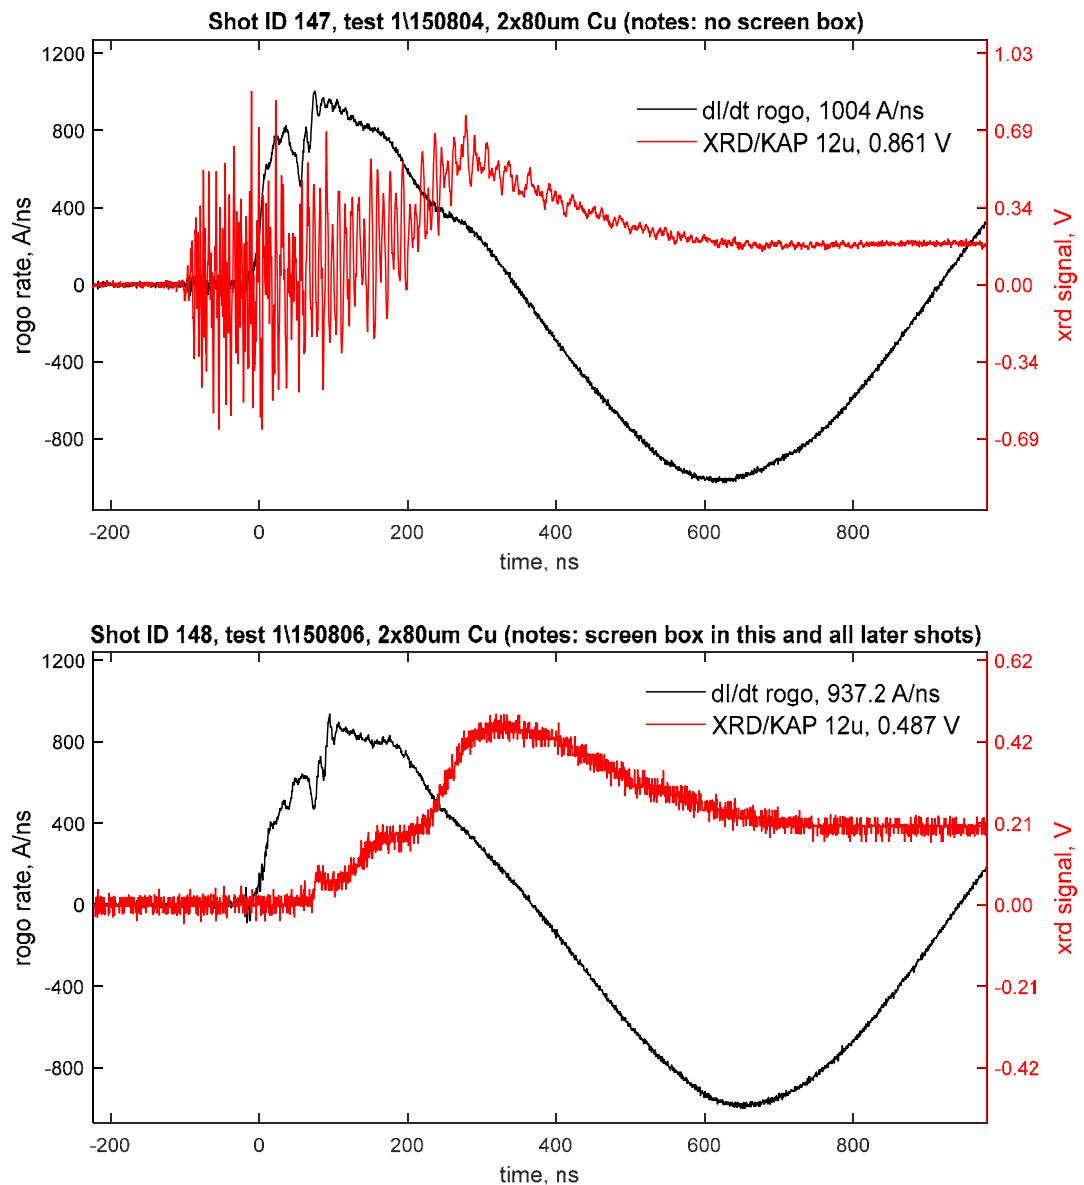 Shot ID 147, test 1\150804, 2x80um Cu (notes: no screen box)
1200
800
400
0
-400
-800
rogo rate, A/ns
dI/dt rogo, 1004 A/ns
XRD/KAP 12u, 0.861 V
1.03
0.69
0.34
0.00
-0.34
-0.69
xrd signal, V
-200 0 200 400 600 800
time, ns
Shot ID 148, test 1\150806, 2x80um Cu (notes: screen box in this and all later shots)
1200
800
400
0
-400
-800
rogo rate, A/ns
dI/dt rogo, 937.2 A/ns
XRD/KAP 12u, 0.487 V
0.62
0.42
0.21
0.00
-0.21
-0.42
xrd signal, V
-200 0 200 400 600 800
time, ns